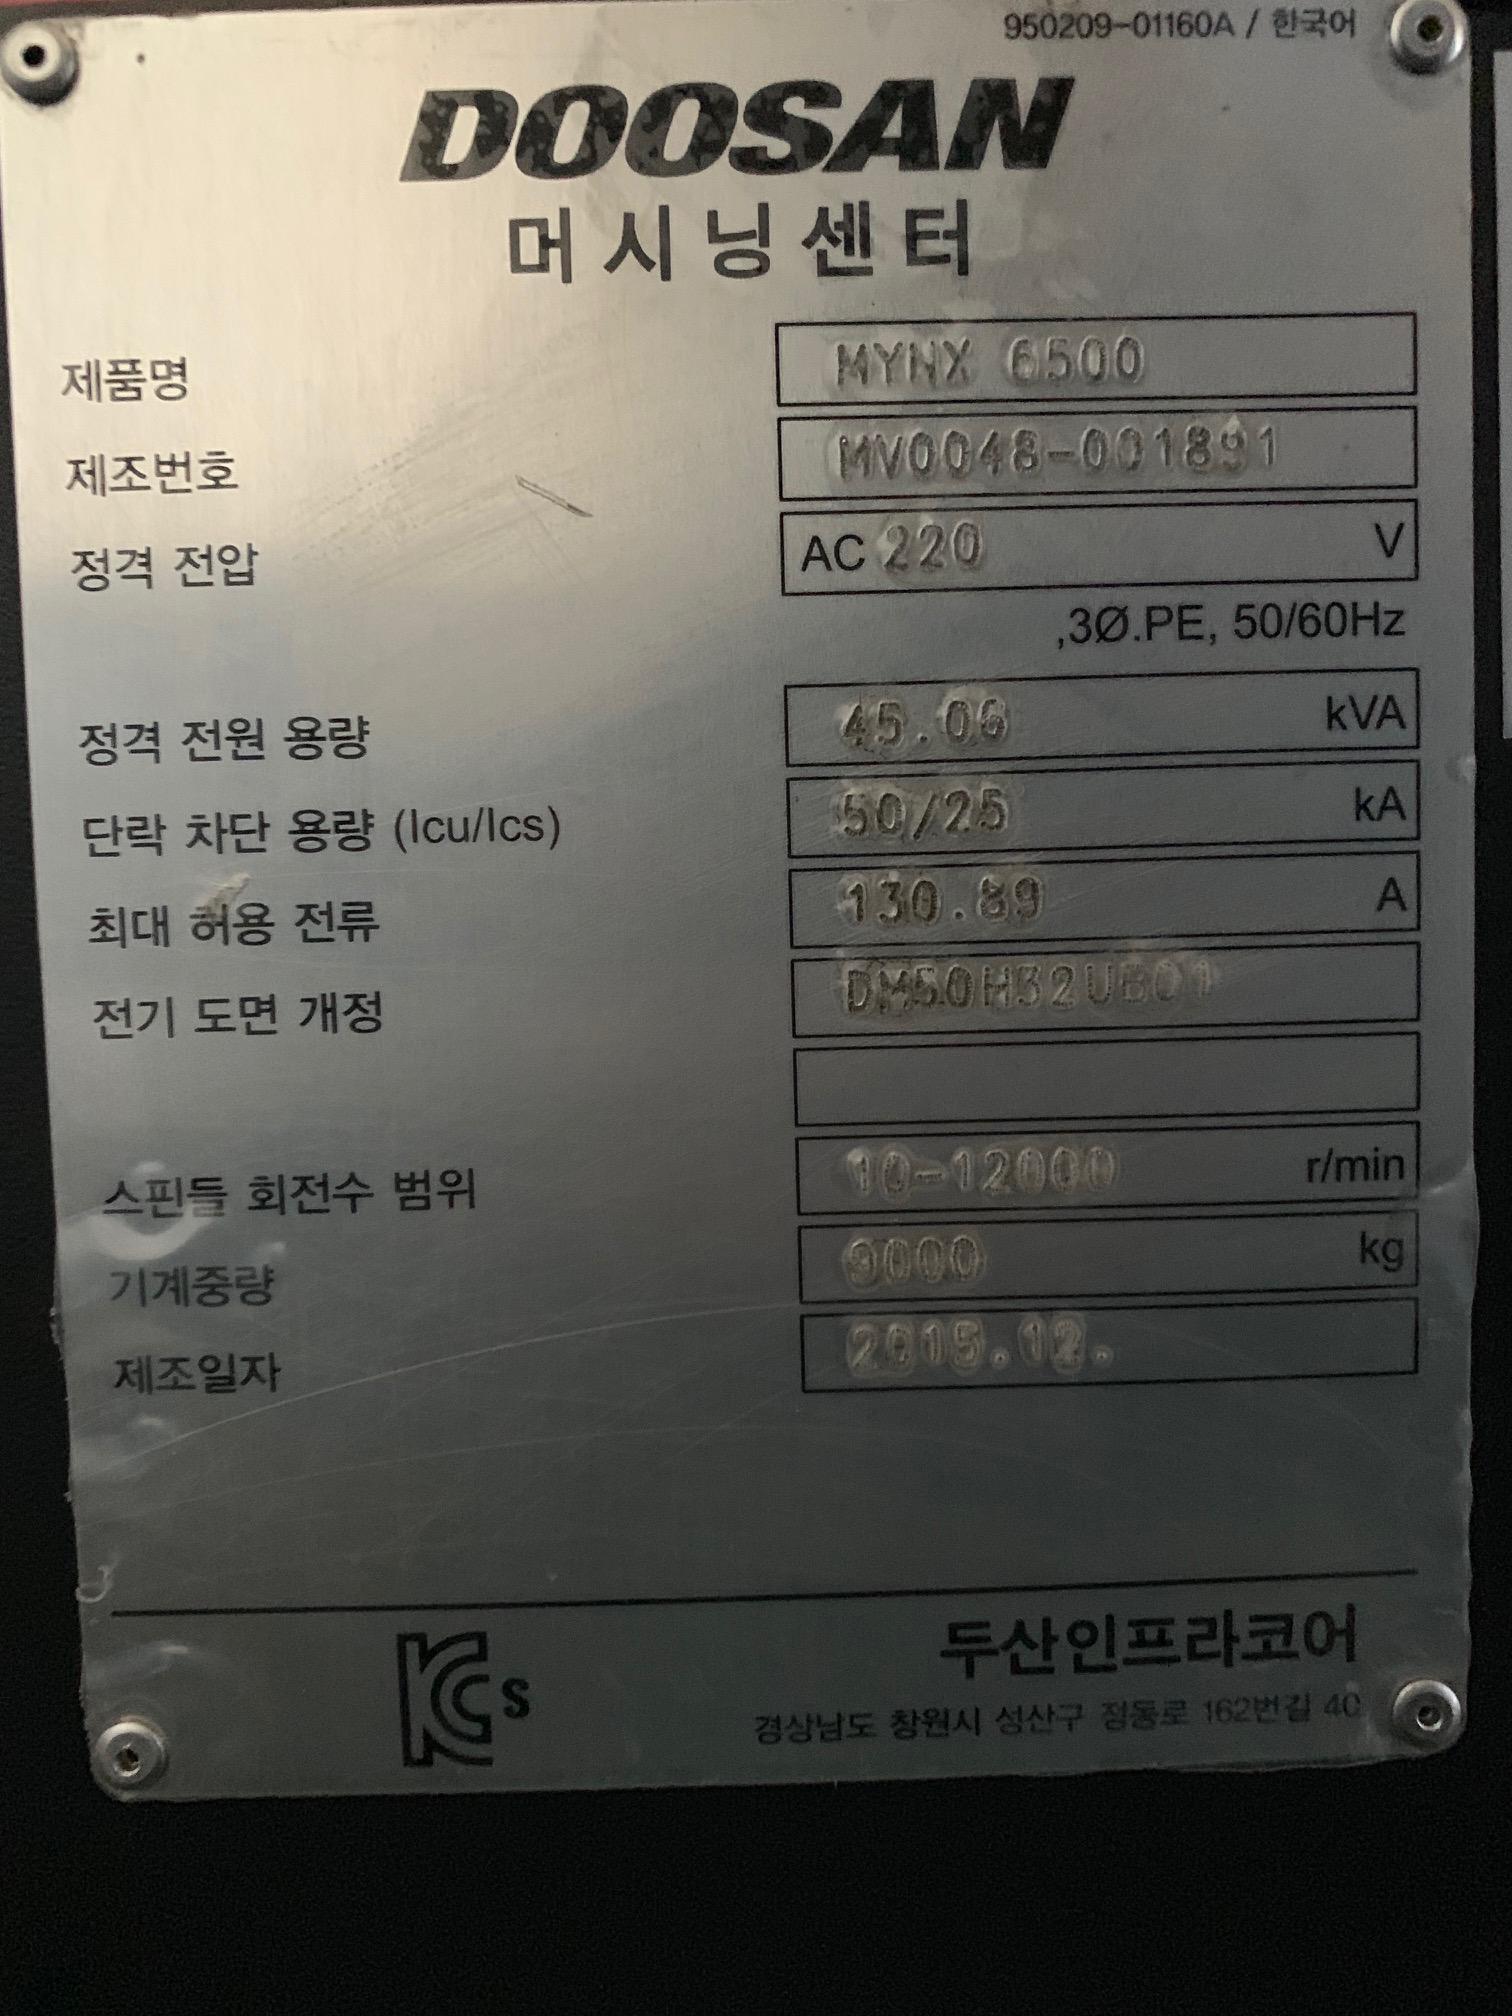 950209-01160A / 한국어
DOOSAN
머시닝센터
제품명 MYNX 6500
제조번호 MV0048-001891
정격 전압 AC 220 V
,3Ø.PE, 50/60Hz
정격 전원 용량 45.06 kVA
단락 차단 용량 (Icu/Ics) 50/25 kA
최대 허용 전류 130.89 A
전기 도면 개정
스핀들 회전수 범위 10-12000 r/min
기계중량 9000 kg
제조일자 2015.12.
KCs
두산인프라코어
경상남도 창원시 성산구 정동로 162번길 40